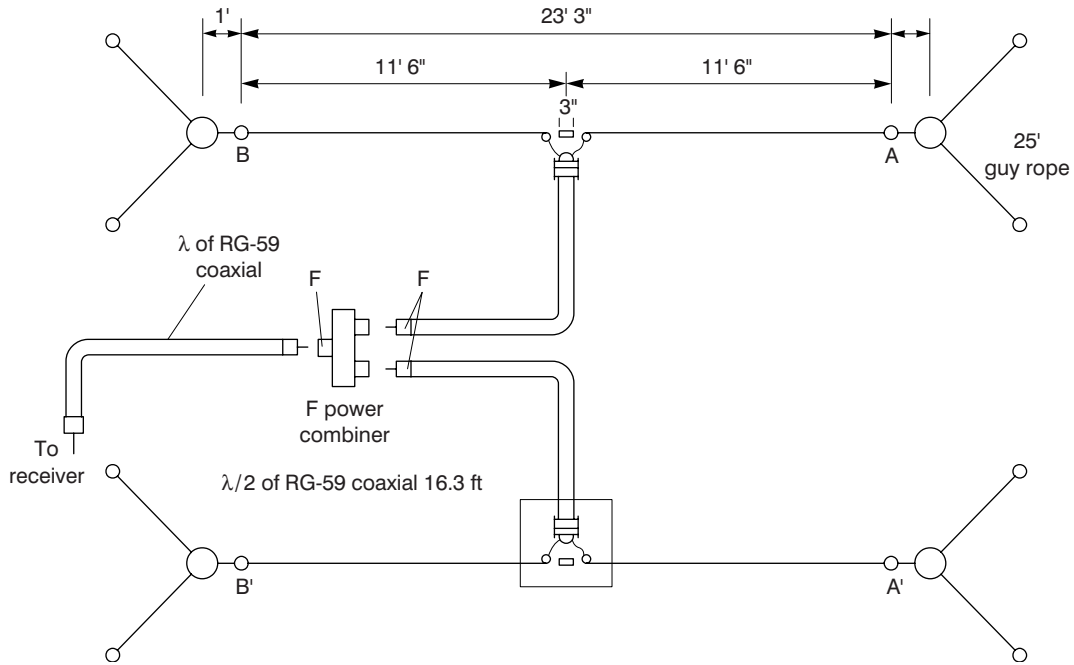 1'
23' 3"
11' 6"
11' 6"
3"
B
A
25'
guy rope
λ of RG-59
coaxial
F
F
F power
combiner
To
receiver
λ/2 of RG-59 coaxial 16.3 ft
B'
A'